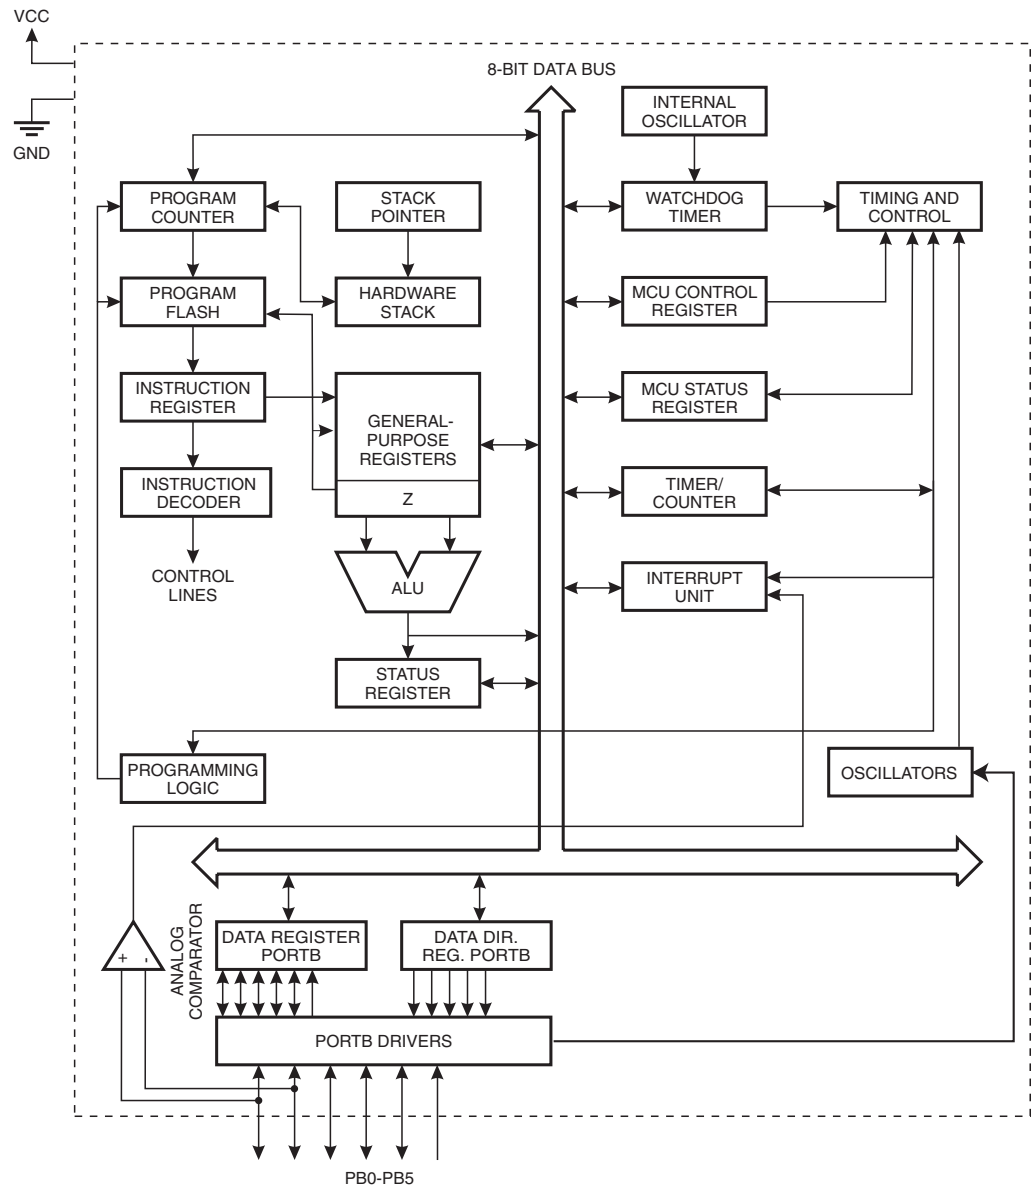 VCC
8-BIT DATA BUS
INTERNAL
OSCILLATOR
GND
PROGRAM
COUNTER
STACK
POINTER
WATCHDOG
TIMER
TIMING AND
CONTROL
PROGRAM
FLASH
HARDWARE
STACK
MCU CONTROL
REGISTER
INSTRUCTION
REGISTER
GENERAL-
PURPOSE
REGISTERS
MCU STATUS
REGISTER
INSTRUCTION
DECODER
Z
TIMER/
COUNTER
CONTROL
LINES
ALU
INTERRUPT
UNIT
STATUS
REGISTER
PROGRAMMING
LOGIC
OSCILLATORS
+
-
ANALOG
COMPARATOR
DATA REGISTER
PORTB
DATA DIR.
REG. PORTB
PORTB DRIVERS
PB0-PB5